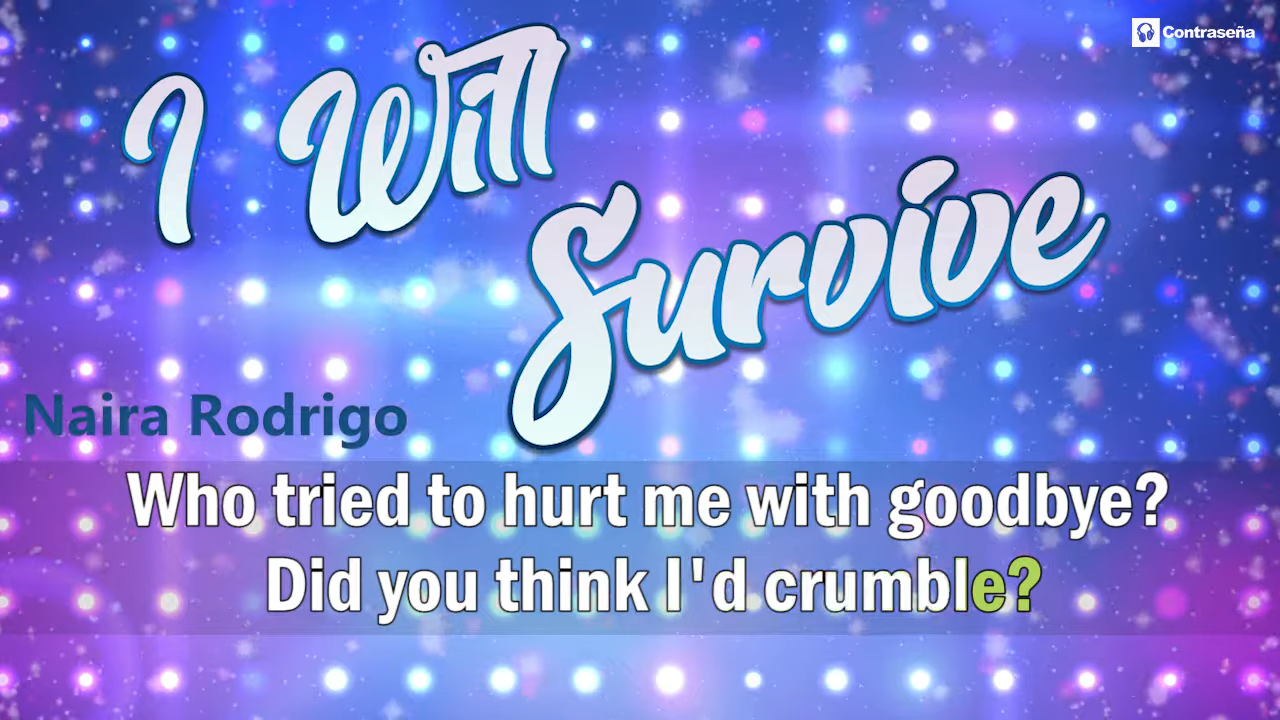 Contraseña
I Will
Survive
Naira Rodrigo
Who tried to hurt me with goodbye?
Did you think I'd crumble?